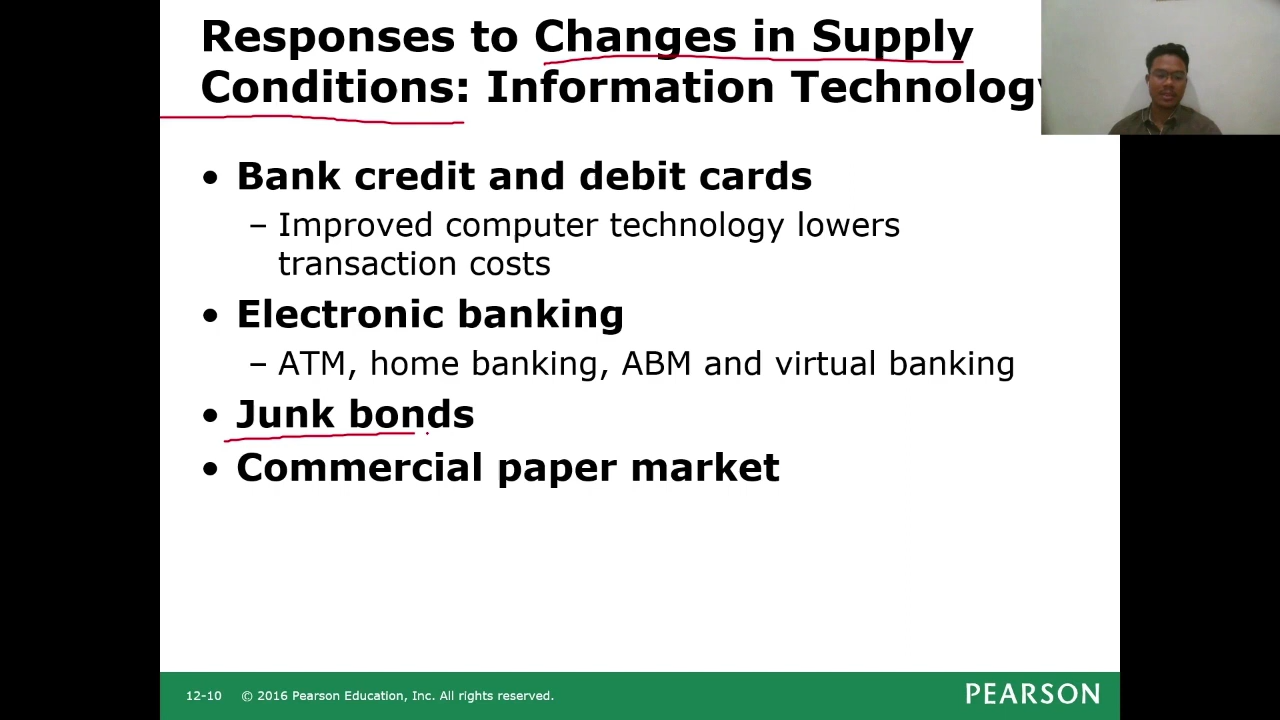 Responses to Changes in Supply
Conditions: Information Technology
• Bank credit and debit cards
– Improved computer technology lowers
transaction costs
• Electronic banking
– ATM, home banking, ABM and virtual banking
• Junk bonds
• Commercial paper market
12-10 © 2016 Pearson Education, Inc. All rights reserved.
PEARSON